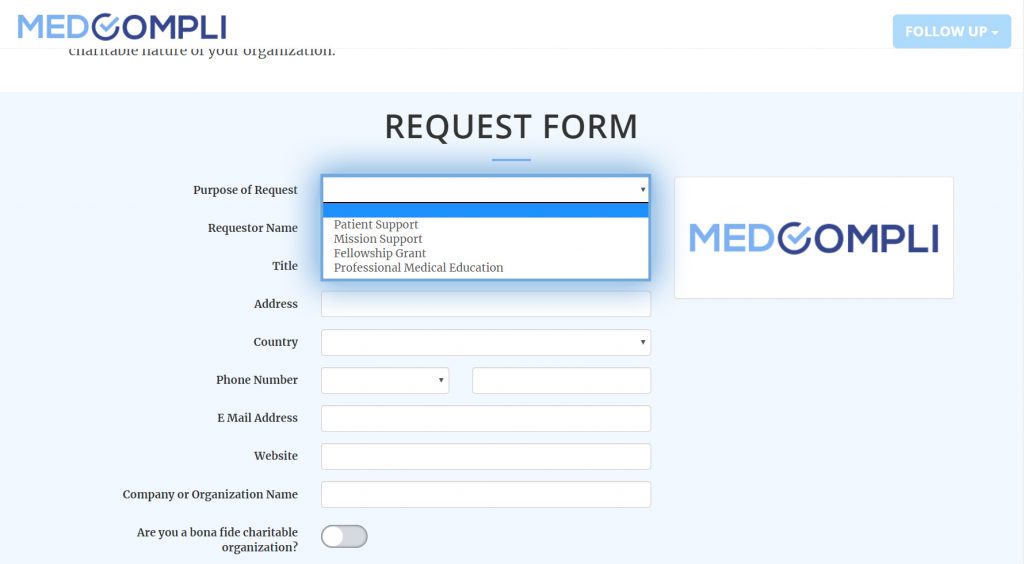 MEDCOMPLI
FOLLOW UP
charitable nature of your organization.
REQUEST FORM
Purpose of Request
Patient Support
Mission Support
Fellowship Grant
Professional Medical Education
Requestor Name
Title
Address
Country
Phone Number
E Mail Address
Website
Company or Organization Name
Are you a bona fide charitable
organization?
MEDCOMPLI